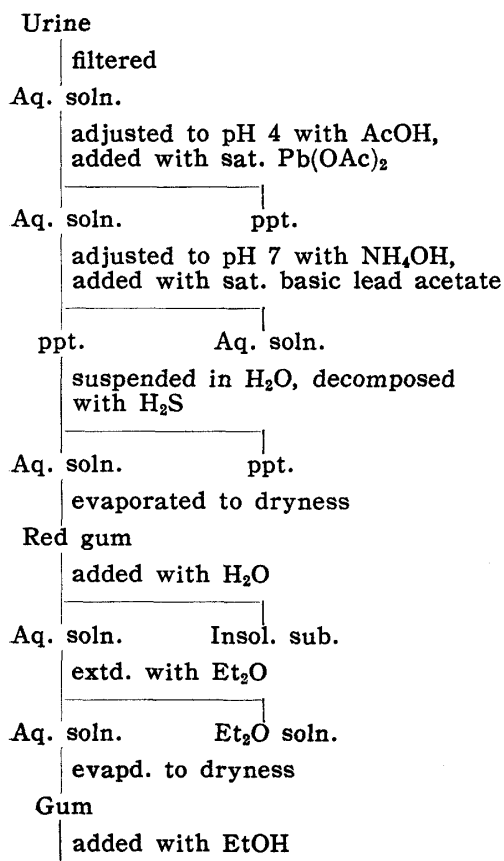 Urine
filtered
Aq. soln.
adjusted to pH 4 with AcOH,
added with sat. Pb(OAc)₂
Aq. soln. ppt.
adjusted to pH 7 with NH₄OH,
added with sat. basic lead acetate
ppt. Aq. soln.
suspended in H₂O, decomposed
with H₂S
Aq. soln. ppt.
evaporated to dryness
Red gum
added with H₂O
Aq. soln. Insol. sub.
extd. with Et₂O
Aq. soln. Et₂O soln.
evapd. to dryness
Gum
added with EtOH